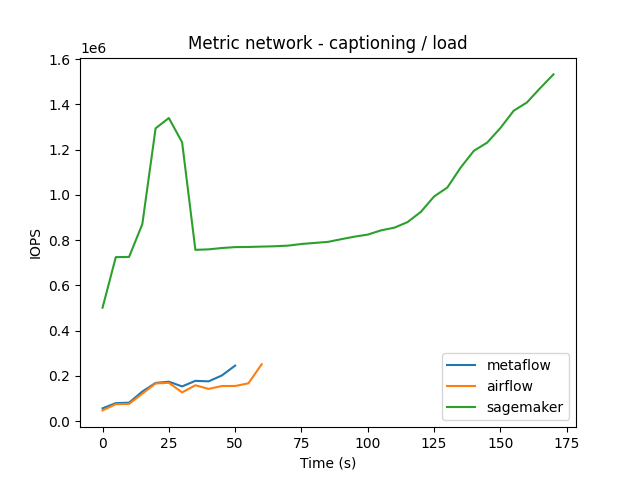 Metric network - captioning / load
1e6
IOPS
1.6
1.4
1.2
1.0
0.8
0.6
0.4
0.2
0.0
metaflow
airflow
sagemaker
0 25 50 75 100 125 150 175
Time (s)